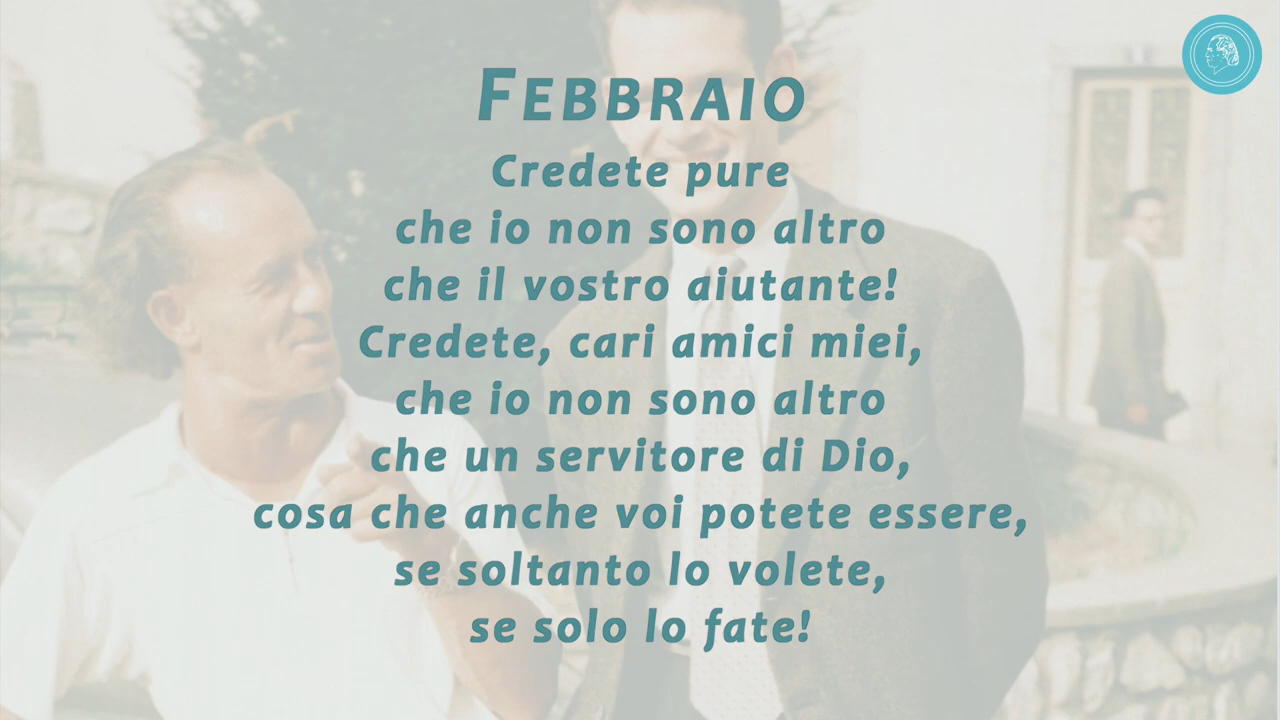 FEBBRAIO
Credete pure
che io non sono altro
che il vostro aiutante!
Credete, cari amici miei,
che io non sono altro
che un servitore di Dio,
cosa che anche voi potete essere,
se soltanto lo volete,
se solo lo fate!